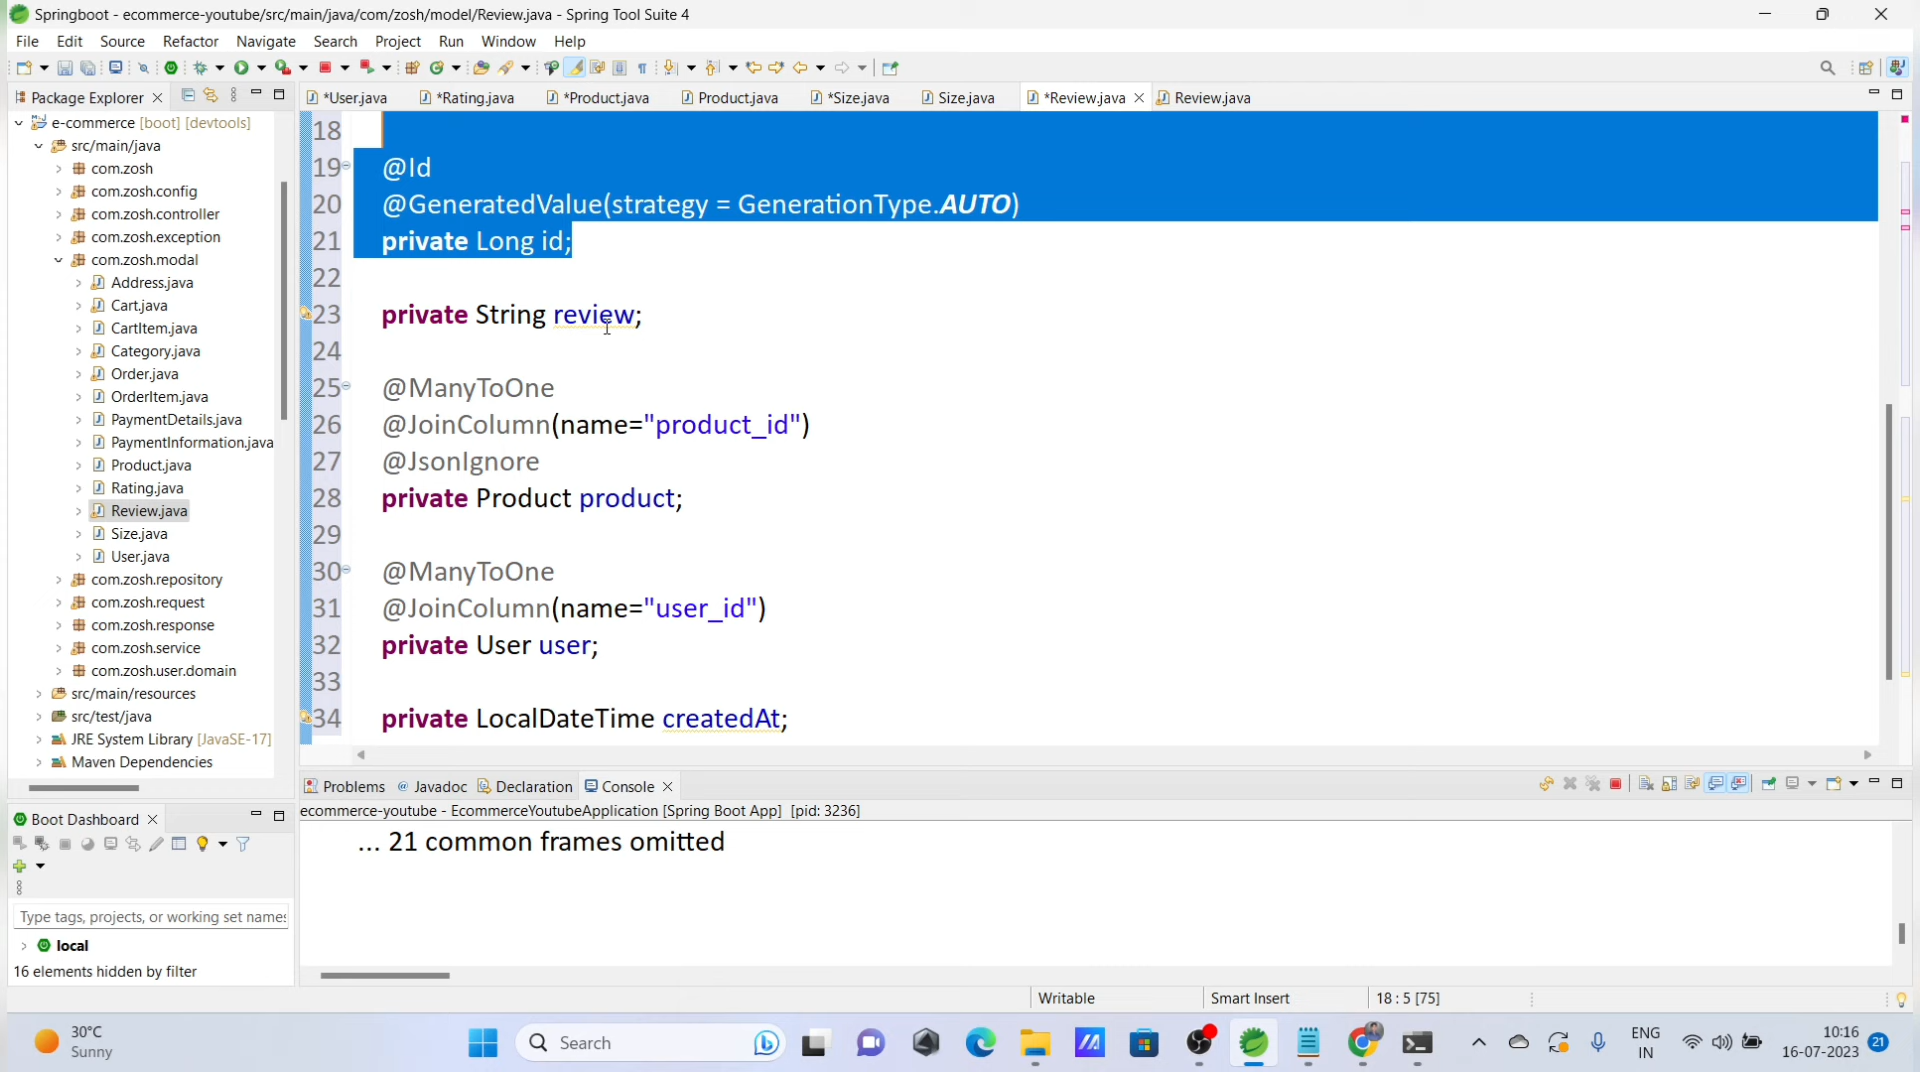 Springboot - ecommerce-youtube/src/main/java/com/zosh/model/Review.java - Spring Tool Suite 4
File Edit Source Refactor Navigate Search Project Run Window Help
Package Explorer
*User.java *Rating.java *Product.java Product.java *Size.java Size.java *Review.java Review.java
e-commerce [boot] [devtools]
src/main/java
com.zosh
com.zosh.config
com.zosh.controller
com.zosh.exception
com.zosh.modal
Address.java
Cart.java
CartItem.java
Category.java
Order.java
OrderItem.java
PaymentDetails.java
PaymentInformation.java
Product.java
Rating.java
Review.java
Size.java
User.java
com.zosh.repository
com.zosh.request
com.zosh.response
com.zosh.service
com.zosh.user.domain
src/main/resources
src/test/java
JRE System Library [JavaSE-17]
Maven Dependencies
18
19 @Id
20 @GeneratedValue(strategy = GenerationType.AUTO)
21 private Long id;
22
23 private String review;
24
25 @ManyToOne
26 @JoinColumn(name="product_id")
27 @JsonIgnore
28 private Product product;
29
30 @ManyToOne
31 @JoinColumn(name="user_id")
32 private User user;
33
34 private LocalDateTime createdAt;
Problems @ Javadoc Declaration Console
ecommerce-youtube - EcommerceYoutubeApplication [Spring Boot App] [pid: 3236]
... 21 common frames omitted
Boot Dashboard
Type tags, projects, or working set names
local
16 elements hidden by filter
Writable Smart Insert 18 : 5 [75]
30°C
Sunny
Search
ENG
IN
10:16
16-07-2023
21